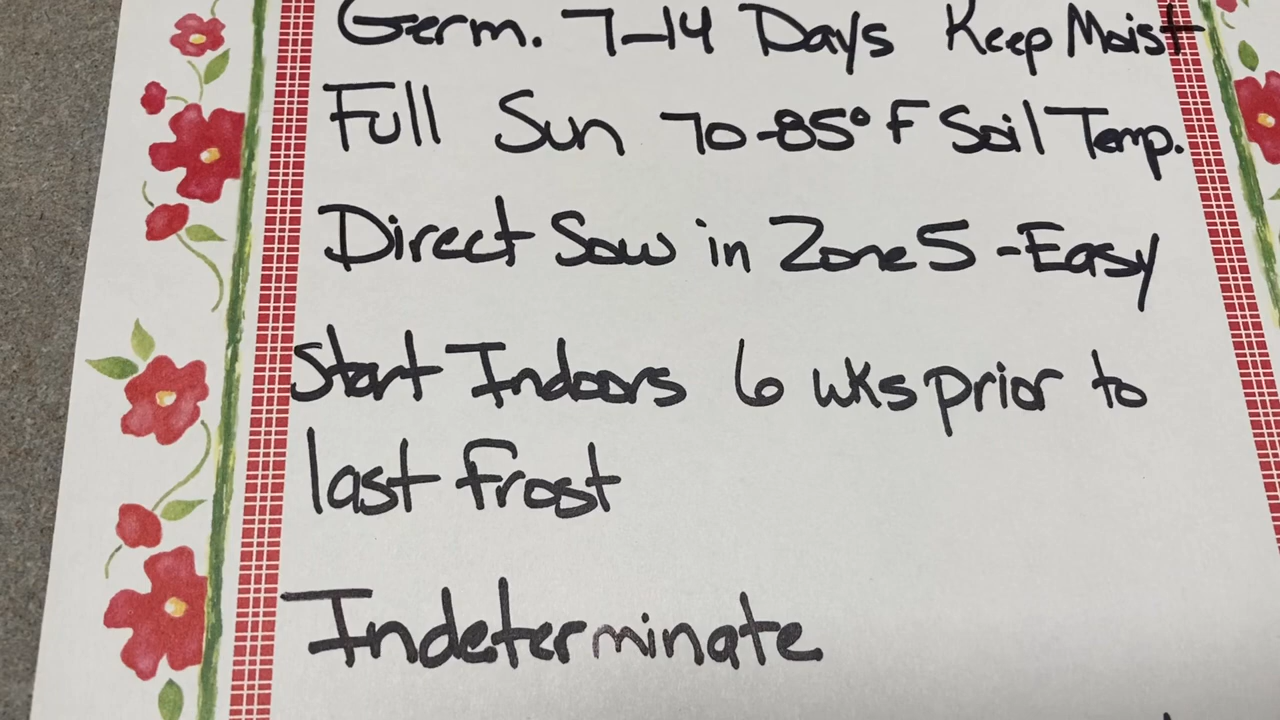 Germ. 7-14 Days Keep Moist
Full Sun 70-85° F Soil Temp.
Direct Sow in Zone 5 - Easy
Start Indoors 6 wks prior to
last frost
Indeterminate